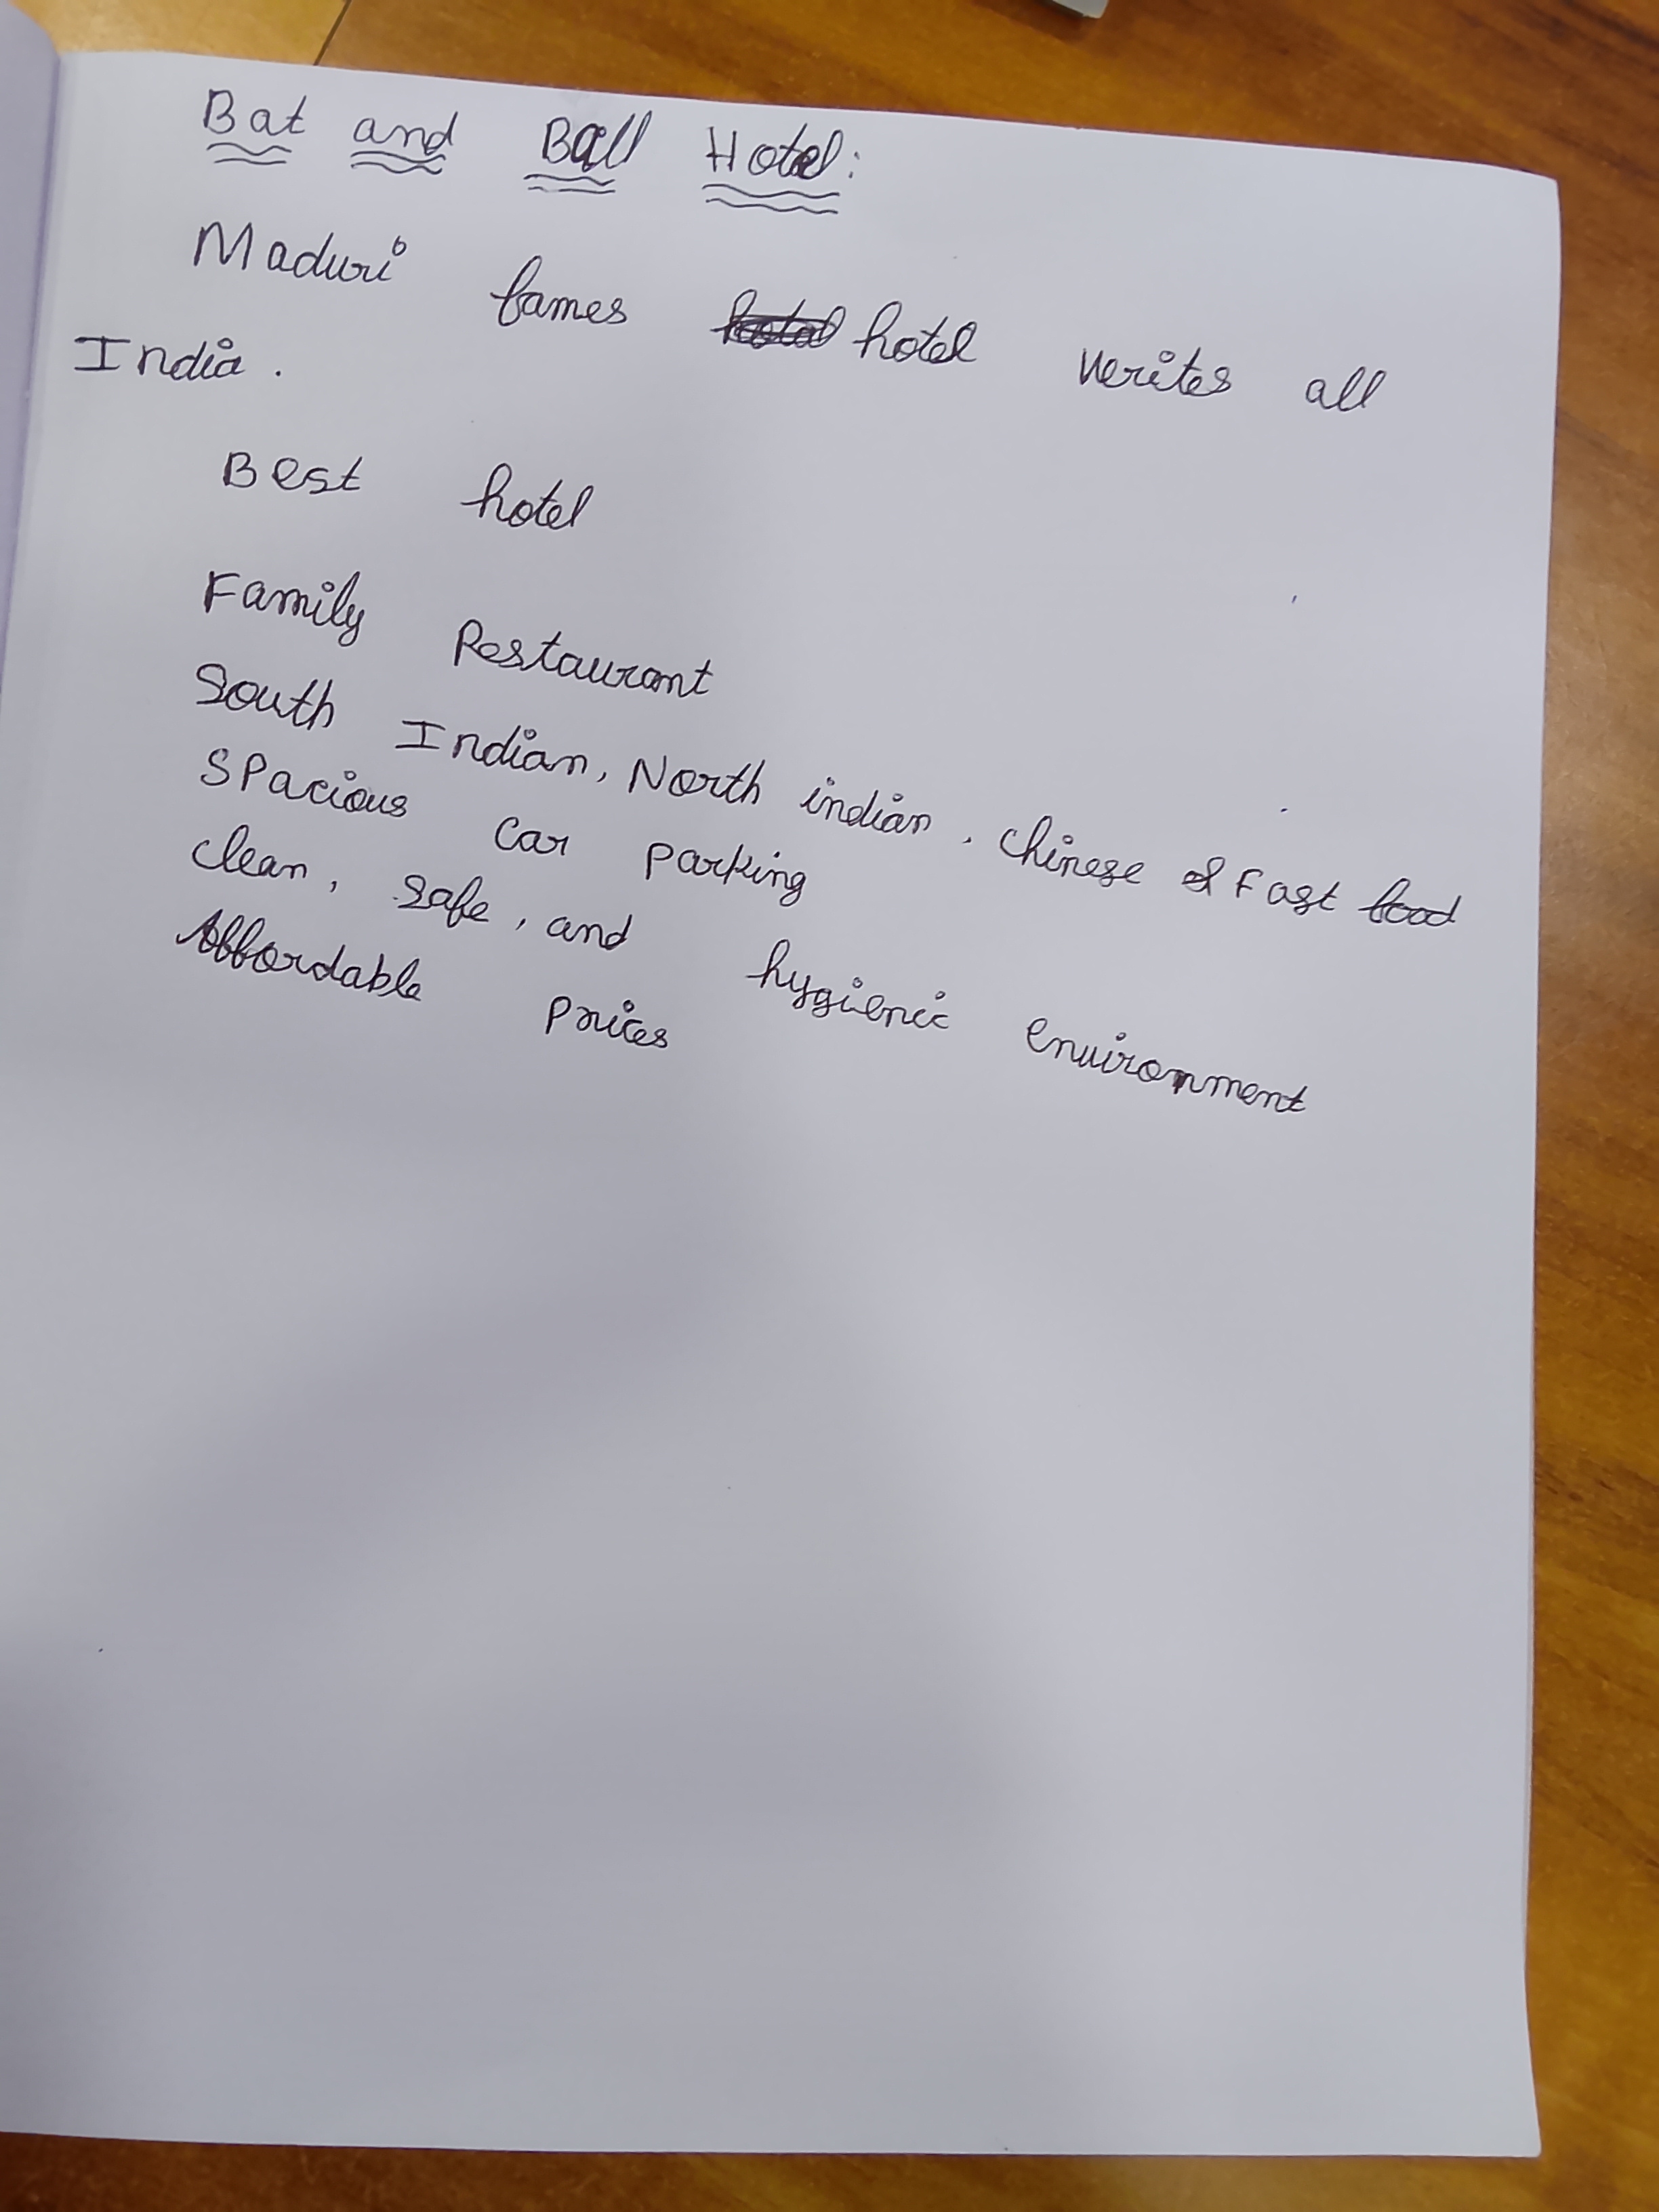 Bat and Ball Hotel:
Maduri fames hotel verites all
India.
Best hotel
Family Restaurant
South Indian, North indian, chinese & Fast food
SPacious car parking
clean, safe, and hygienic environment
Affordable prices